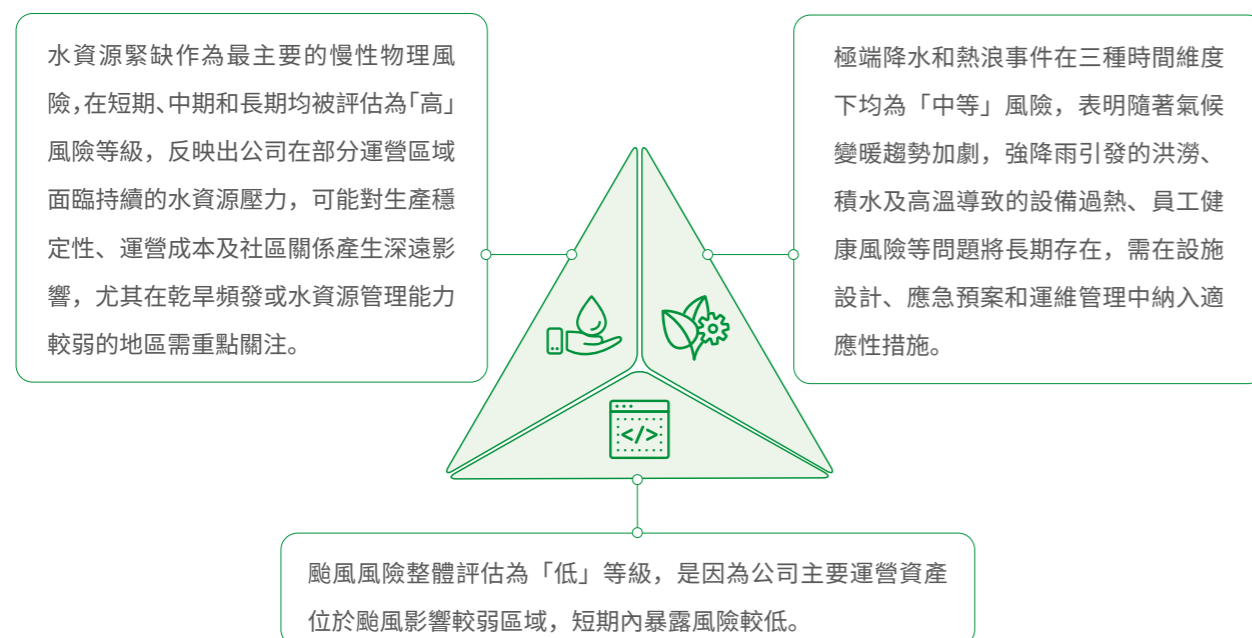 水資源緊缺作為最主要的慢性物理風
險，在短期、中期和長期均被評估為「高」
風險等級，反映出公司在部分運營區域
面臨持續的水資源壓力，可能對生產穩
定性、運營成本及社區關係產生深遠影
響，尤其在乾旱頻發或水資源管理能力
較弱的地區需重點關注。
極端降水和熱浪事件在三種時間維度
下均為「中等」風險，表明隨著氣候
變暖趨勢加劇，強降雨引發的洪澇、
積水及高溫導致的設備過熱、員工健
康風險等問題將長期存在，需在設施
設計、應急預案和運維管理中納入適
應性措施。
</>
颱風風險整體評估為「低」等級，是因為公司主要運營資產
位於颱風影響較弱區域，短期內暴露風險較低。